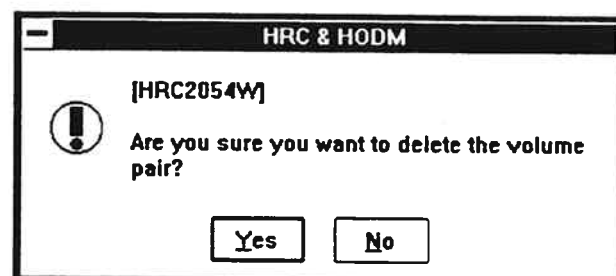 HRC & HODM
[HRC2054W]
Are you sure you want to delete the volume
pair?
Yes No